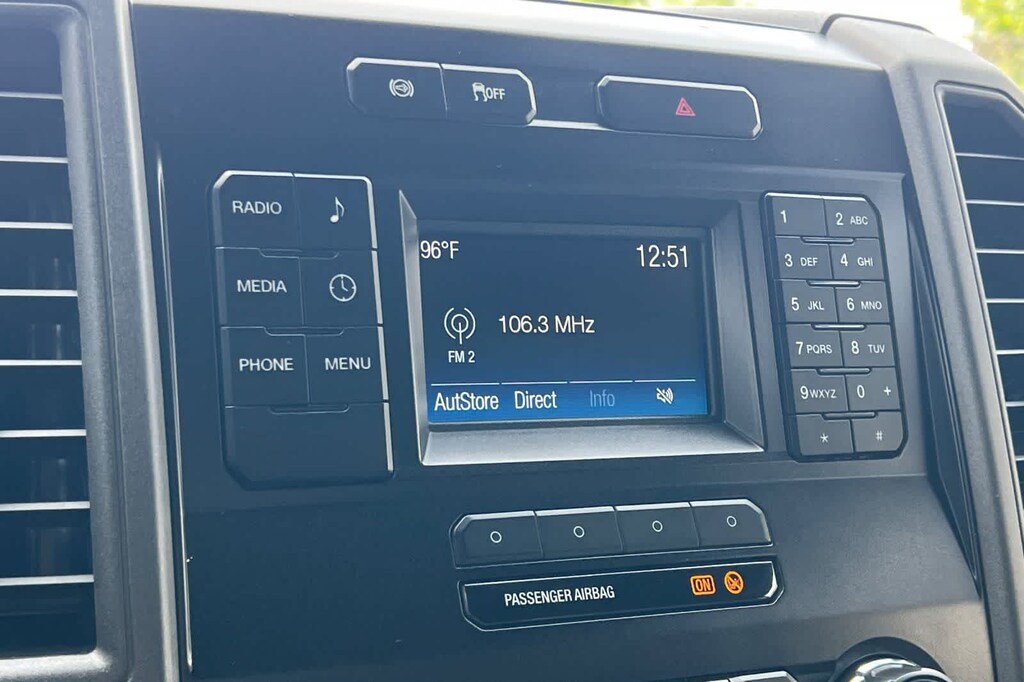 OFF
RADIO
MEDIA
PHONE MENU
96°F 12:51
106.3 MHz
FM 2
AutStore Direct Info
1 2 ABC
3 DEF 4 GHI
5 JKL 6 MNO
7 PQRS 8 TUV
9 WXYZ 0 +
* #
PASSENGER AIRBAG ON